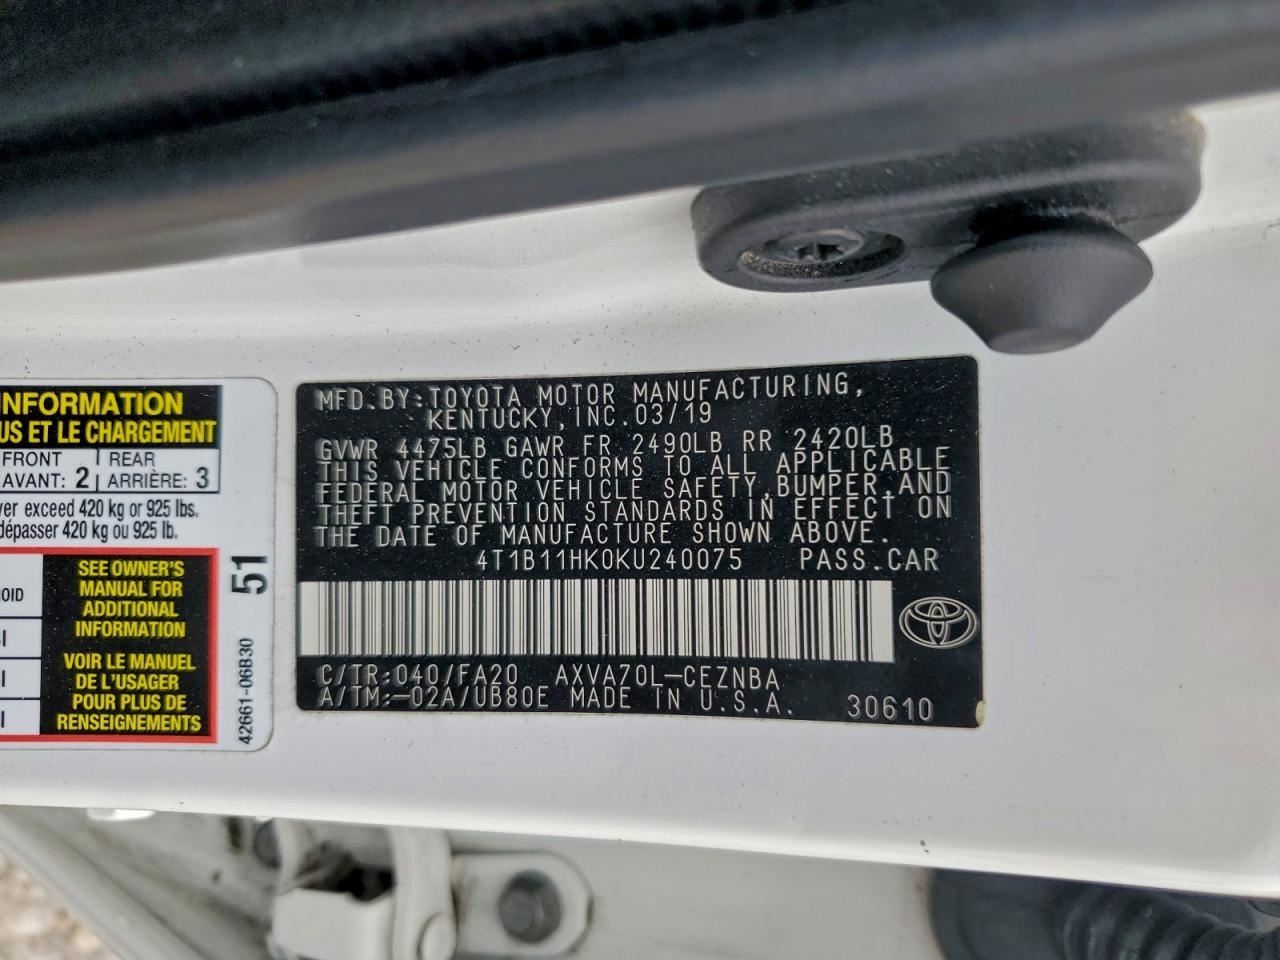 INFORMATION
US ET LE CHARGEMENT
FRONT
AVANT: 2
REAR
ARRIÈRE: 3
ver exceed 420 kg or 925 lbs.
dépasser 420 kg ou 925 lb.
SEE OWNER'S
MANUAL FOR
ADDITIONAL
INFORMATION
VOIR LE MANUEL
DE L'USAGER
POUR PLUS DE
RENSEIGNEMENTS
51
42661-06B30
MFD.BY:TOYOTA MOTOR MANUFACTURING,
KENTUCKY,INC.03/19
GVWR 4475LB GAWR FR 2490LB RR 2420LB
THIS VEHICLE CONFORMS TO ALL APPLICABLE
FEDERAL MOTOR VEHICLE SAFETY,BUMPER,AND
THEFT PREVENTION STANDARDS IN EFFECT ON
THE DATE OF MANUFACTURE SHOWN ABOVE.
4T1B11HK0KU240075 PASS.CAR
C/TR:040/FA20 AXVA70L-CEZNBA
A/TM:-02A/UB80E MADE IN U.S.A. 30610